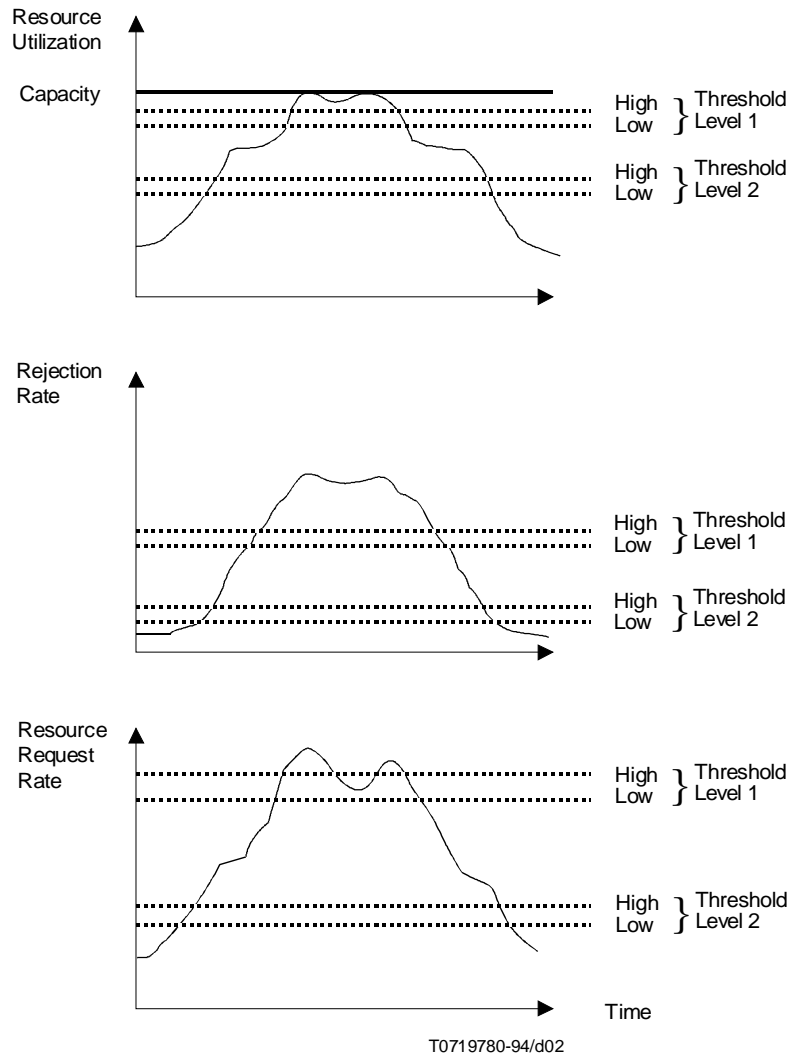 Resource
Utilization
Capacity
High
Low
} Threshold
Level 1
High
Low
} Threshold
Level 2
Rejection
Rate
High
Low
} Threshold
Level 1
High
Low
} Threshold
Level 2
Resource
Request
Rate
High
Low
} Threshold
Level 1
High
Low
} Threshold
Level 2
Time
T0719780-94/d02